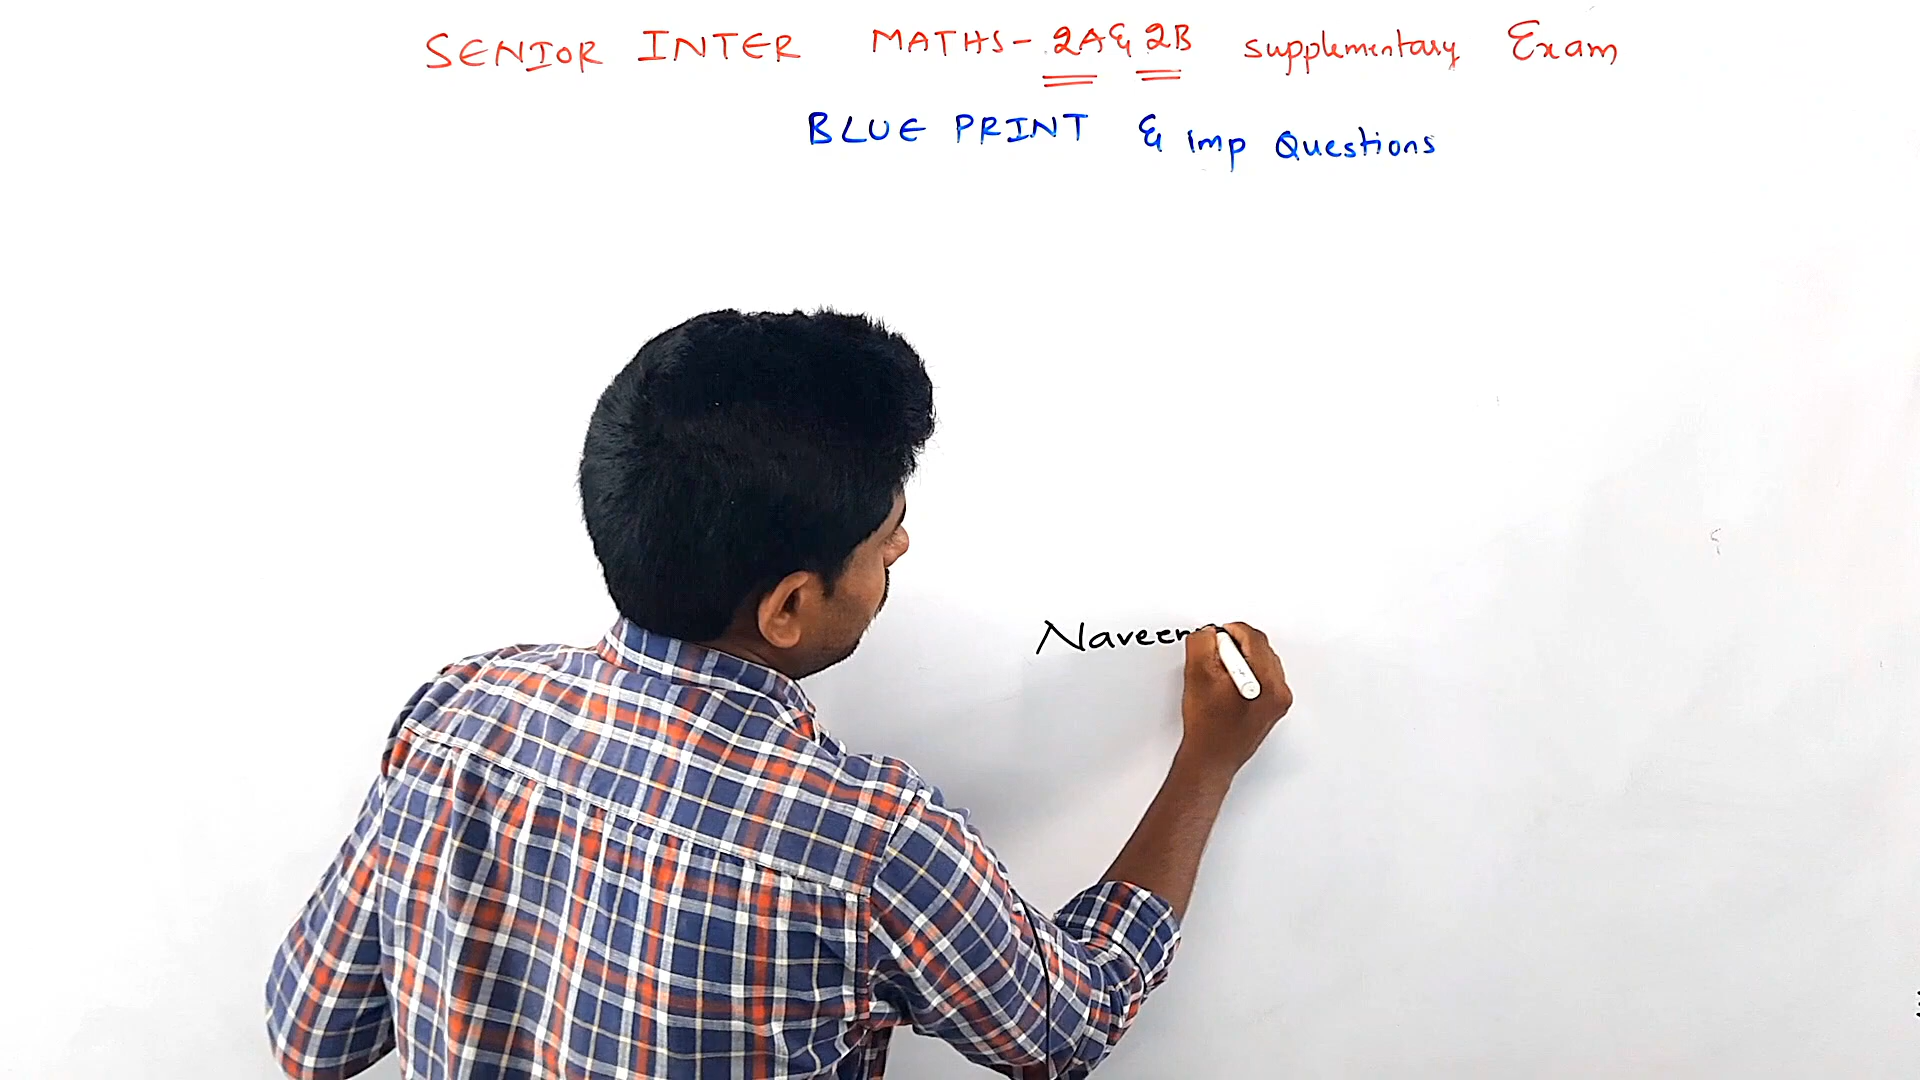 SENIOR INTER MATHS - 2A & 2B supplementary Exam
BLUE PRINT & imp Questions
Naveen